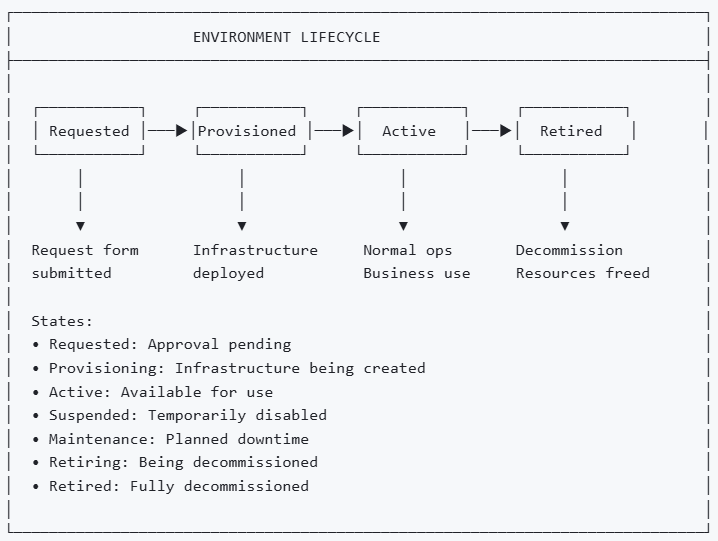 ENVIRONMENT LIFECYCLE
Requested Provisioned Active Retired
Request form Infrastructure Normal ops Decommission
submitted deployed Business use Resources freed
States:
• Requested: Approval pending
• Provisioning: Infrastructure being created
• Active: Available for use
• Suspended: Temporarily disabled
• Maintenance: Planned downtime
• Retiring: Being decommissioned
• Retired: Fully decommissioned